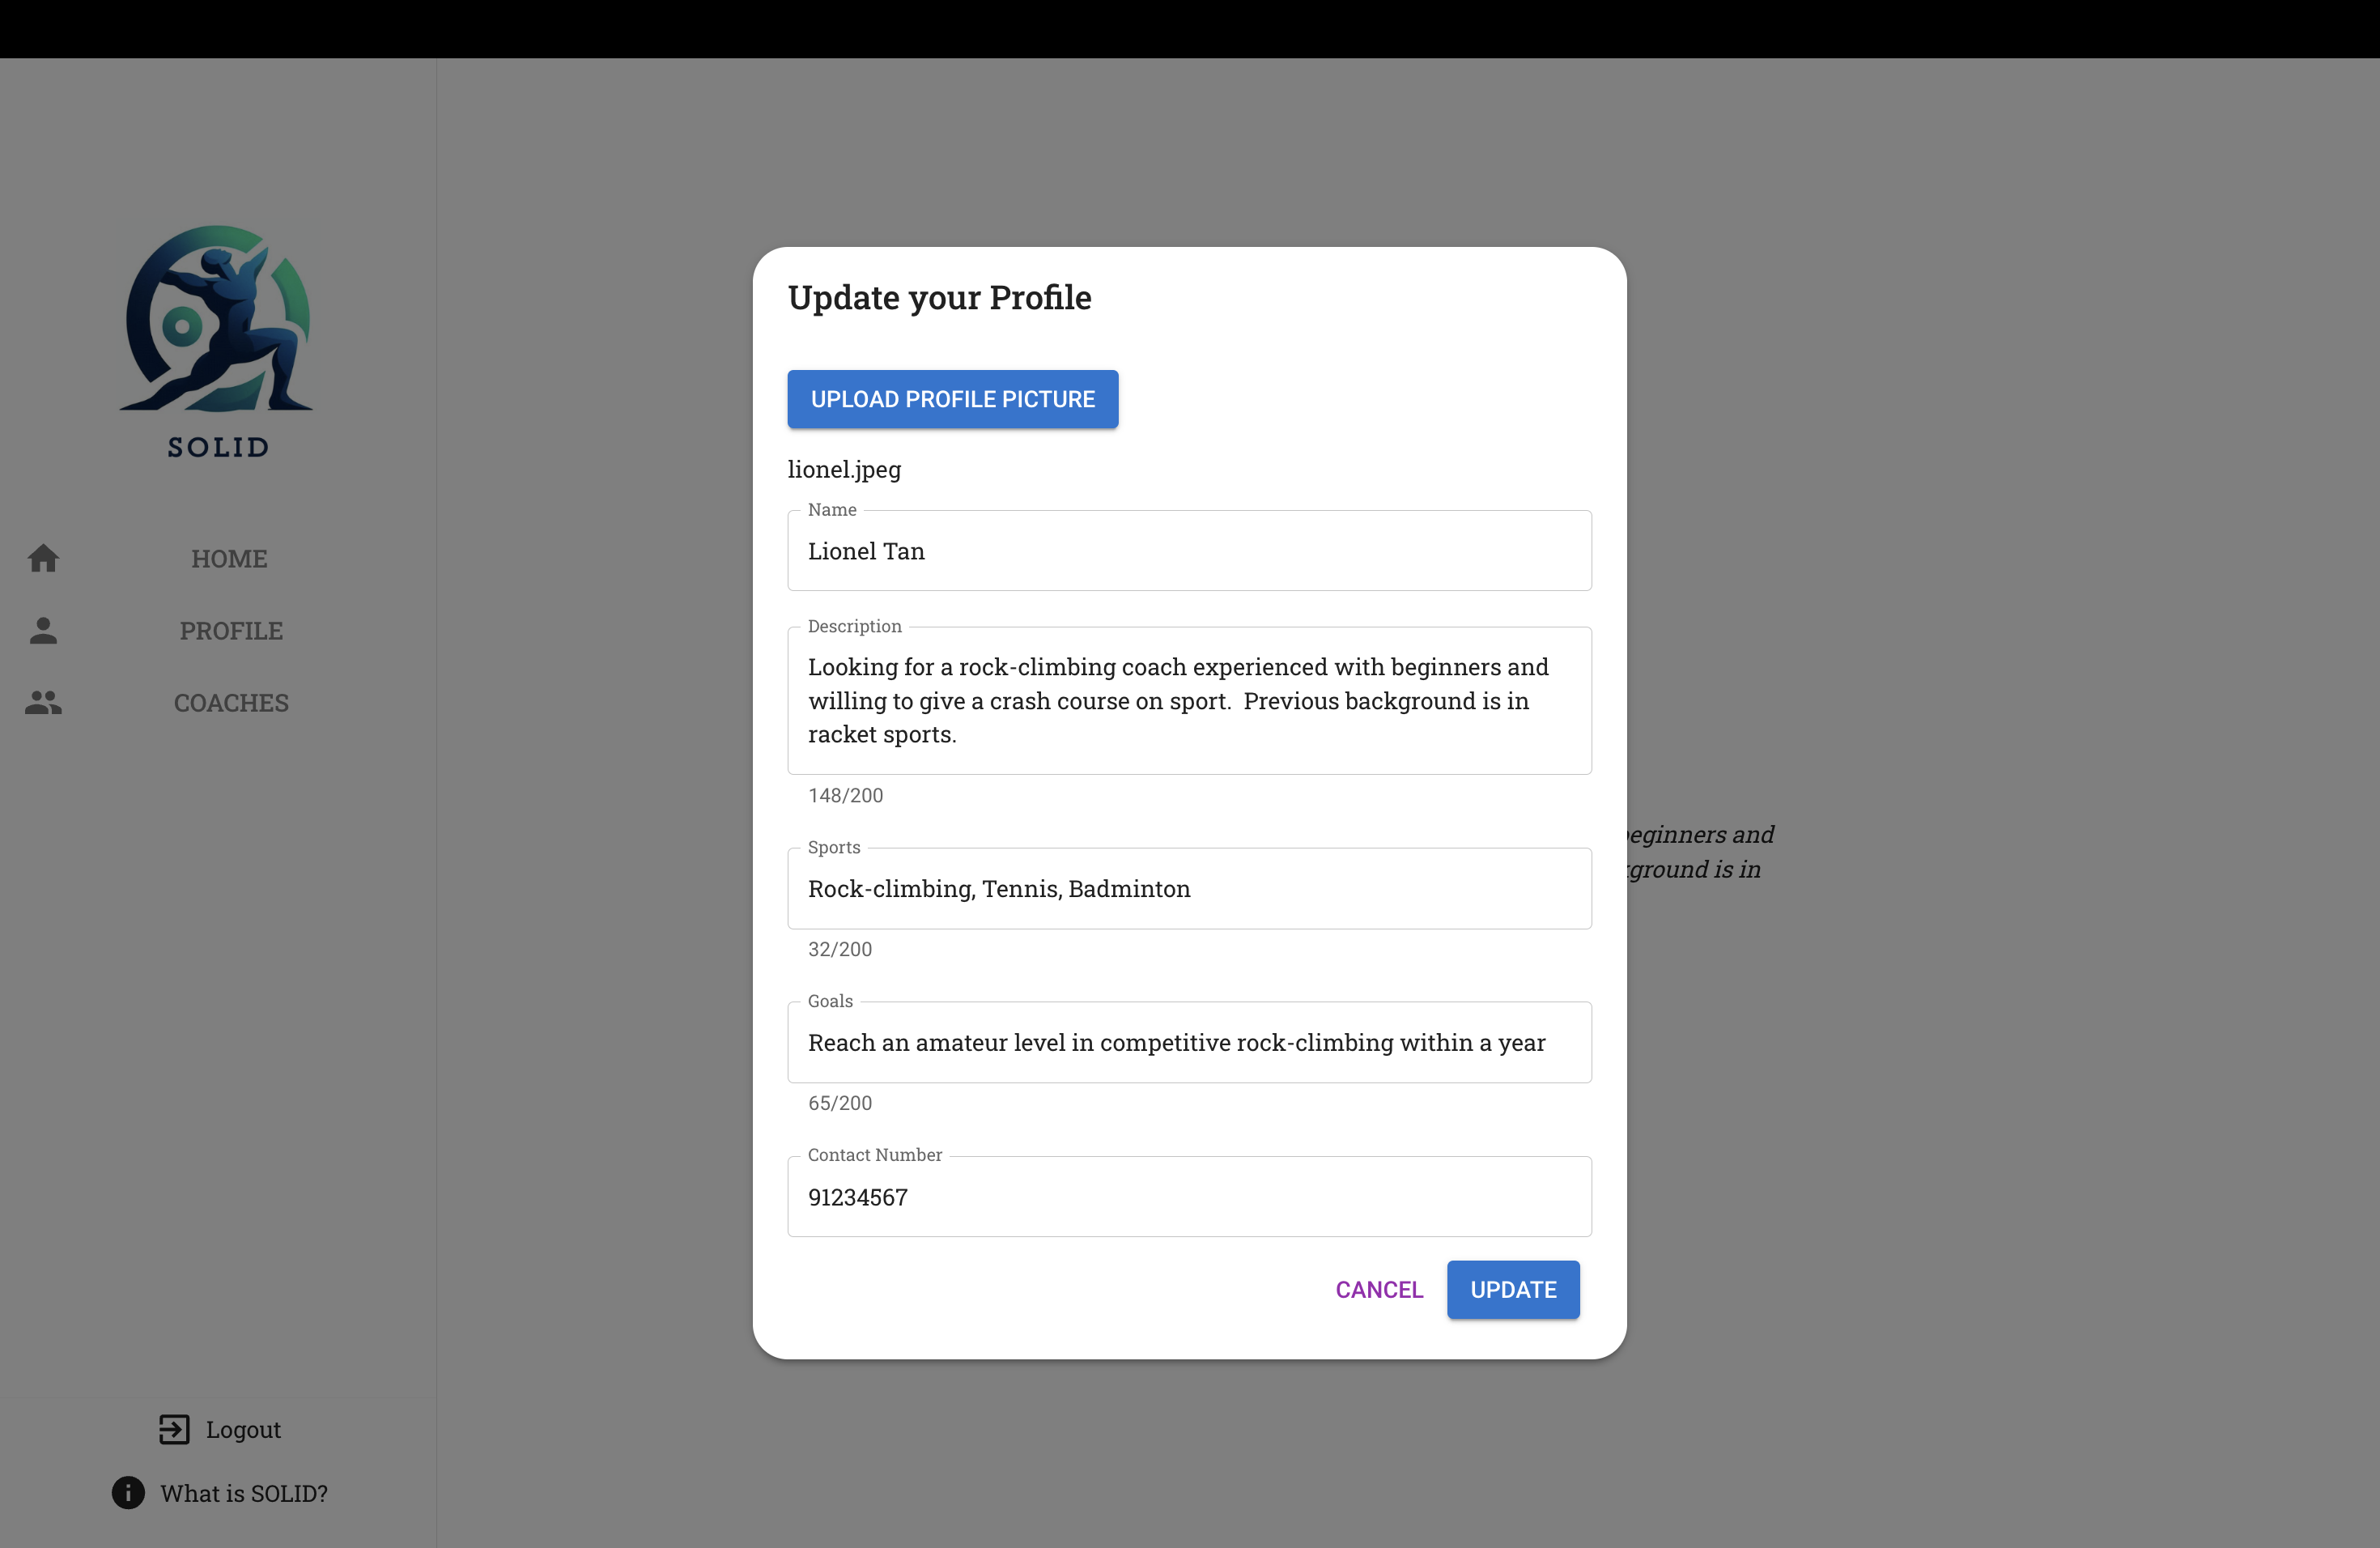 SOLID
HOME
PROFILE
COACHES
Logout
What is SOLID?
Update your Profile
UPLOAD PROFILE PICTURE
lionel.jpeg
Name
Lionel Tan
Description
Looking for a rock-climbing coach experienced with beginners and
willing to give a crash course on sport.  Previous background is in
racket sports.
148/200
Sports
Rock-climbing, Tennis, Badminton
32/200
Goals
Reach an amateur level in competitive rock-climbing within a year
65/200
Contact Number
91234567
CANCEL
UPDATE
eginners and
ground is in